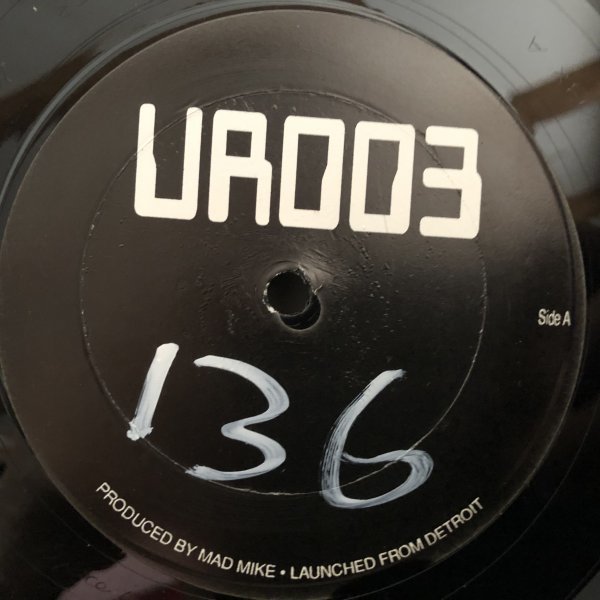 UR003
Side A
136
PRODUCED BY MAD MIKE • LAUNCHED FROM DETROIT